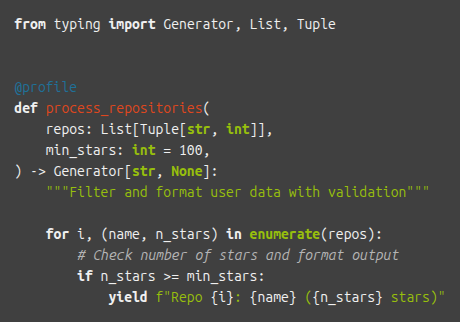 from typing import Generator, List, Tuple
@profile
def process_repositories(
    repos: List[Tuple[str, int]],
    min_stars: int = 100,
) -> Generator[str, None]:
    """Filter and format user data with validation"""
    for i, (name, n_stars) in enumerate(repos):
        # Check number of stars and format output
        if n_stars >= min_stars:
            yield f"Repo {i}: {name} ({n_stars} stars)"